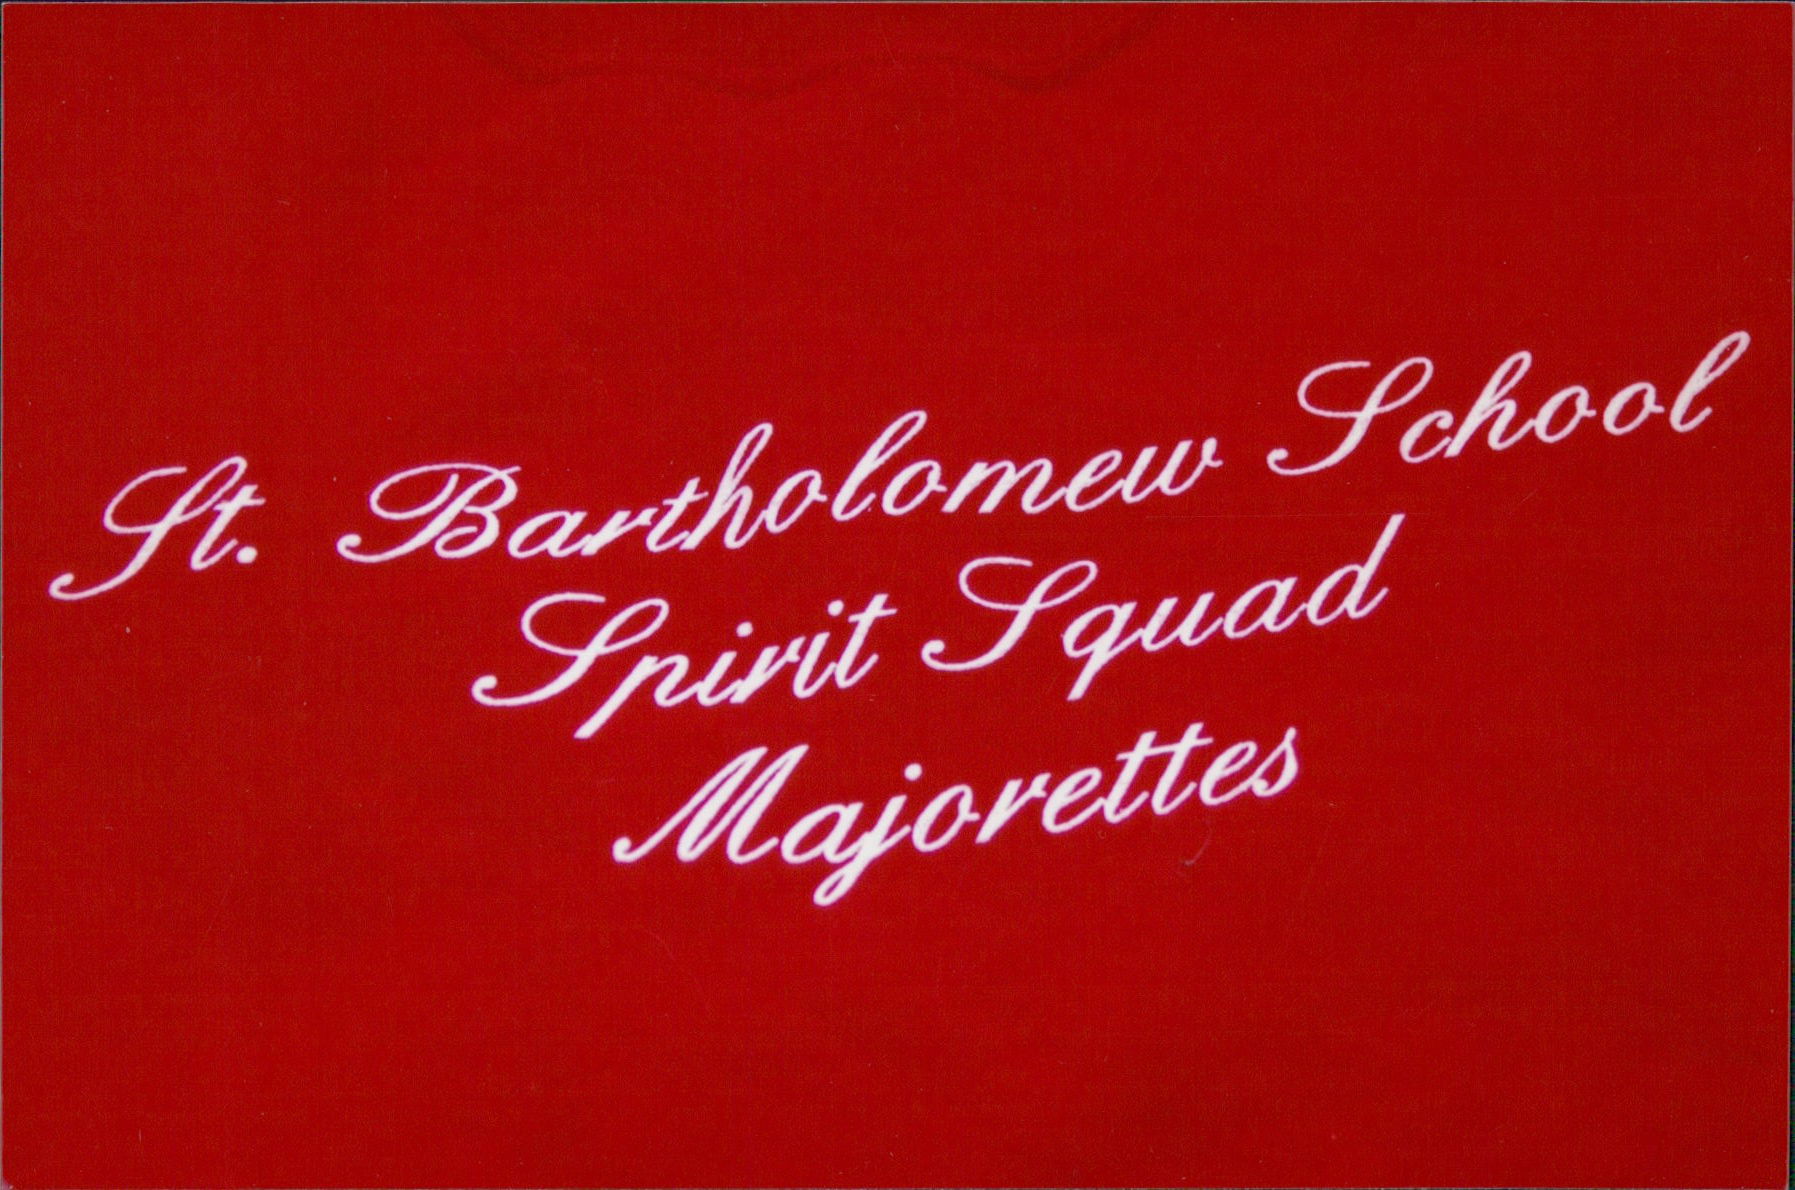 St. Bartholomew School
Spirit Squad
Majorettes